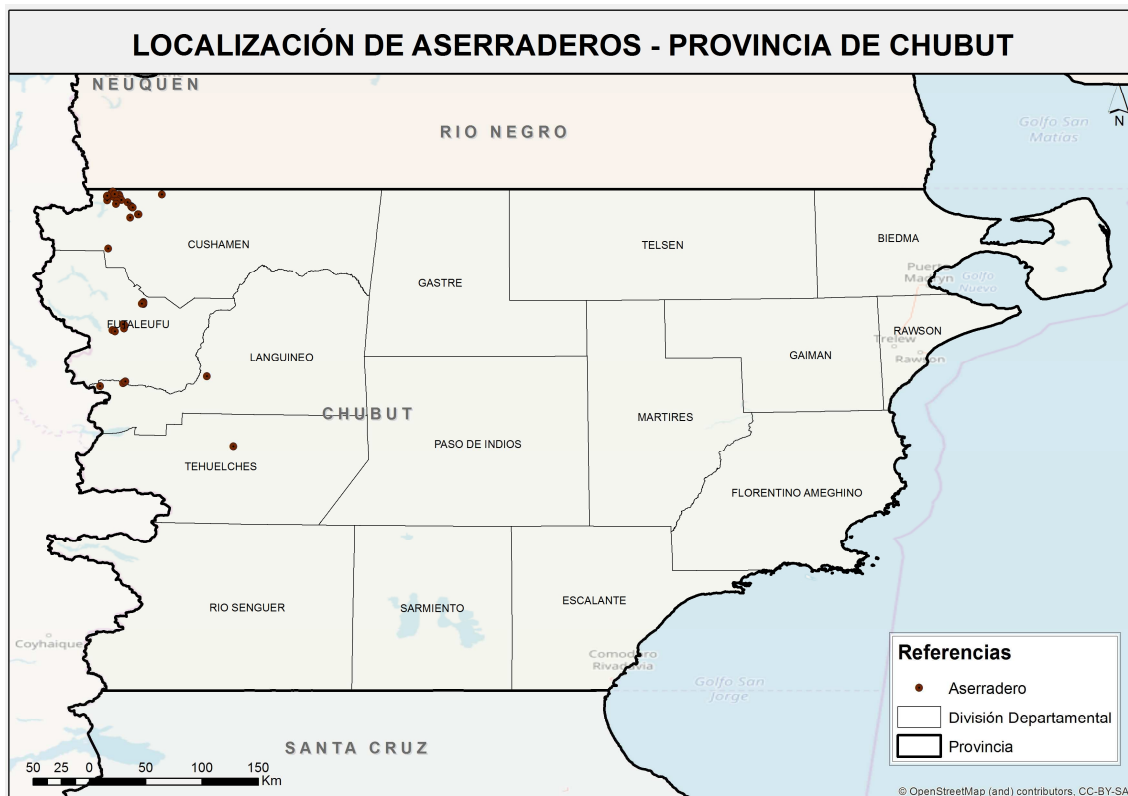 LOCALIZACIÓN DE ASERRADEROS - PROVINCIA DE CHUBUT
NEUQUEN
RIO NEGRO
Golfo San
Matías
N
CUSHAMEN
TELSEN
BIEDMA
GASTRE
Puerto
Madryn
Golfo
Nuevo
FUTALEUFU
RAWSON
Trelew
Rawson
LANGUINEO
GAIMAN
CHUBUT
MARTIRES
PASO DE INDIOS
TEHUELCHES
FLORENTINO AMEGHINO
RIO SENGUER
SARMIENTO
ESCALANTE
Coyhaique
Comodoro
Rivadavia
Golfo San
Jorge
Referencias
Aserradero
División Departamental
Provincia
SANTA CRUZ
50 25 0 50 100 150
Km
© OpenStreetMap (and) contributors, CC-BY-SA